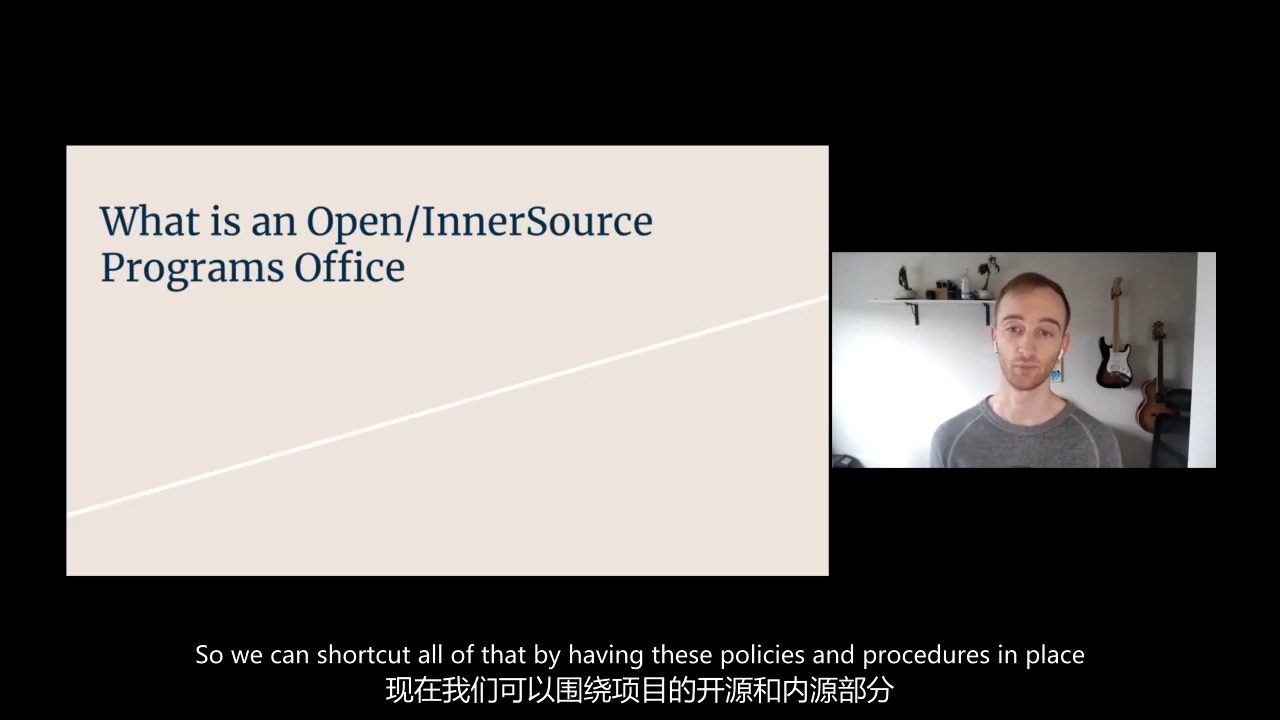 What is an Open/InnerSource
Programs Office
So we can shortcut all of that by having these policies and procedures in place
现在我们可以围绕项目的开源和内源部分